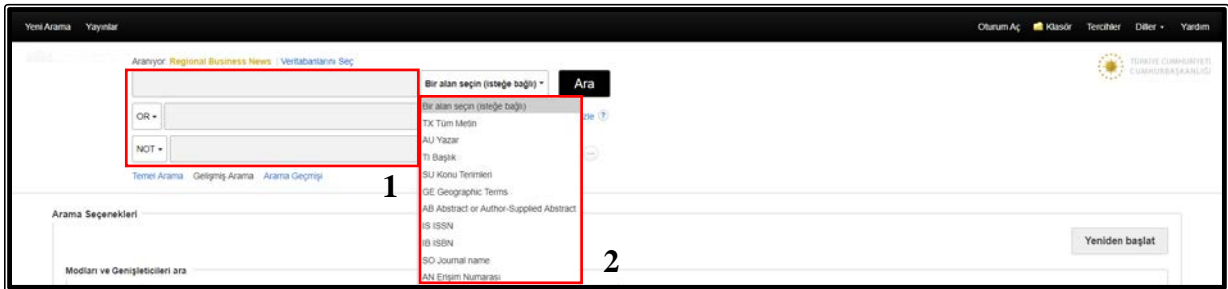 Yeni Arama Yayınlar Oturum Aç Klasör Tercihler Diller Yardım
Aranıyor: Regional Business News Veritabanlarını Seç
TÜRKİYE CUMHURİYETİ
CUMHURBAŞKANLIĞI
Bir alan seçin (isteğe bağlı) Ara
Bir alan seçin (isteğe bağlı)
OR
TX Tüm Metin
AU Yazar
NOT
TI Başlık
SU Konu Terimleri
Temel Arama Gelişmiş Arama Arama Geçmişi
1
GE Geographic Terms
AB Abstract or Author-Supplied Abstract
Arama Seçenekleri
IS ISSN
IB ISBN
Yeniden başlat
SO Journal name
2
Modları ve Genişleticileri ara
AN Erişim Numarası